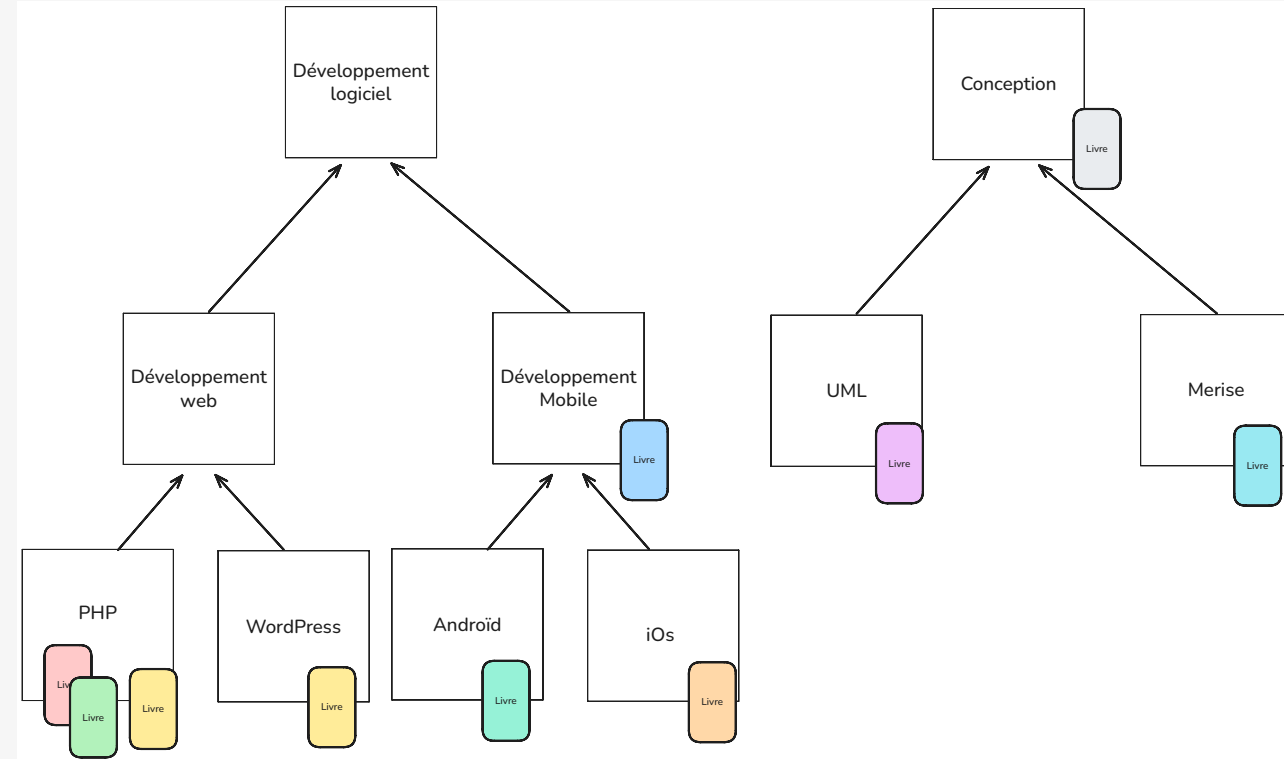 Développement
logiciel
Conception
Livre
Développement
web
Développement
Mobile
Livre
UML
Livre
Merise
Livre
PHP
Livre
Livre
WordPress
Livre
Androïd
Livre
iOs
Livre